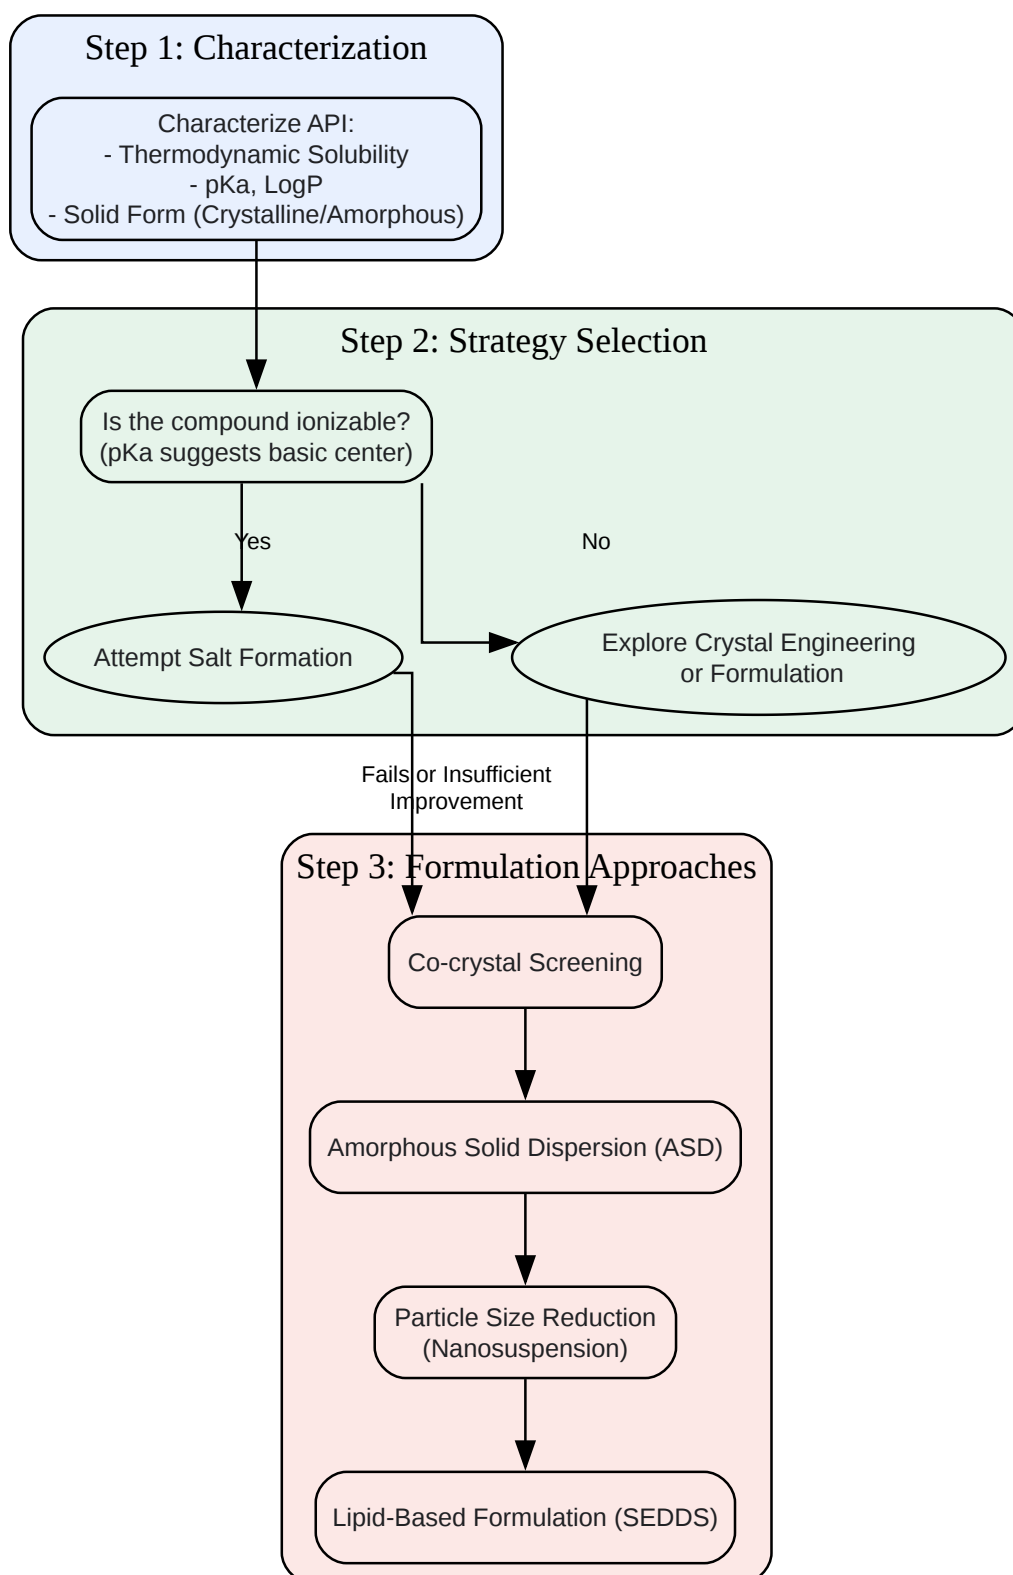 Step 1: Characterization
Characterize API:
- Thermodynamic Solubility
- pKa, LogP
- Solid Form (Crystalline/Amorphous)
Step 2: Strategy Selection
Is the compound ionizable?
(pKa suggests basic center)
Yes
No
Attempt Salt Formation
Explore Crystal Engineering
or Formulation
Fails or Insufficient
Improvement
Step 3: Formulation Approaches
Co-crystal Screening
Amorphous Solid Dispersion (ASD)
Particle Size Reduction
(Nanosuspension)
Lipid-Based Formulation (SEDDS)